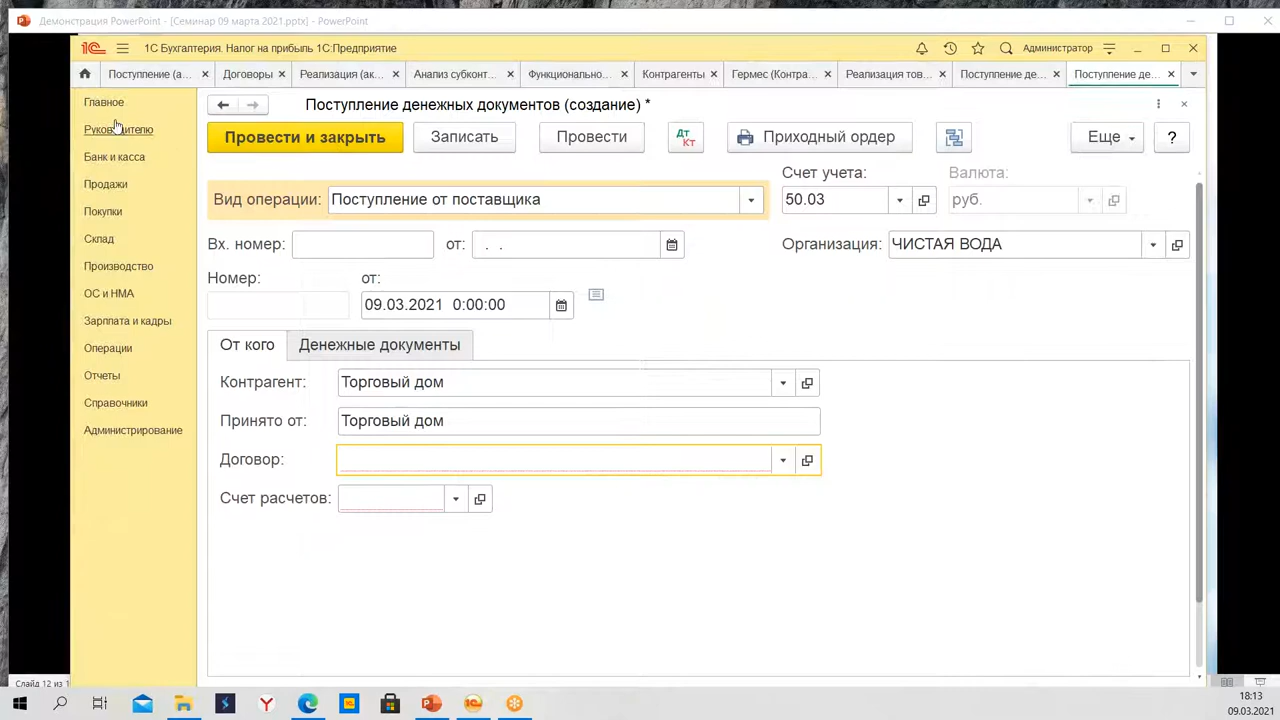 Демонстрация PowerPoint - [Семинар 09 марта 2021.pptx] - PowerPoint
1С Бухгалтерия. Налог на прибыль 1С:Предприятие
Администратор
Поступление (а...
Договоры
Реализация (ак...
Анализ субконт...
Функционально...
Контрагенты
Гермес (Контра...
Реализация тов...
Поступление де...
Поступление де...
Главное
Руководителю
Банк и касса
Продажи
Покупки
Склад
Производство
ОС и НМА
Зарплата и кадры
Операции
Отчеты
Справочники
Администрирование
Поступление денежных документов (создание) *
Провести и закрыть
Записать
Провести
Дт
Кт
Приходный ордер
Еще
?
Счет учета:
Валюта:
Вид операции:
Поступление от поставщика
50.03
руб.
Вх. номер:
от:
. .
Организация:
ЧИСТАЯ ВОДА
Номер:
от:
09.03.2021 0:00:00
От кого
Денежные документы
Контрагент:
Торговый дом
Принято от:
Торговый дом
Договор:
Счет расчетов:
Слайд 12 из 1
18:13
09.03.2021